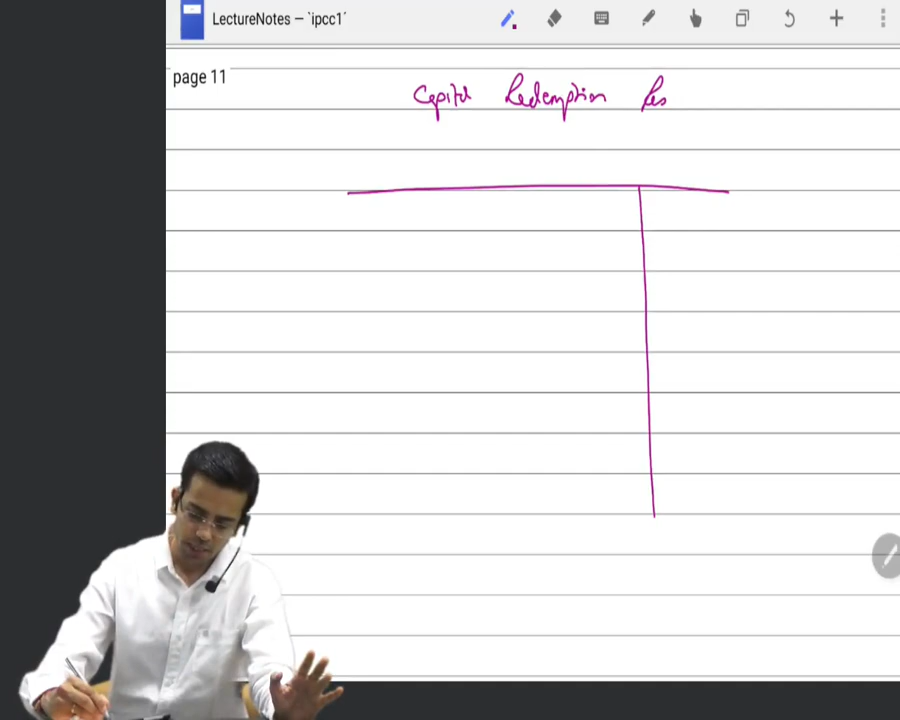 LectureNotes – `ipcc1´
page 11
Capital Redemption Res